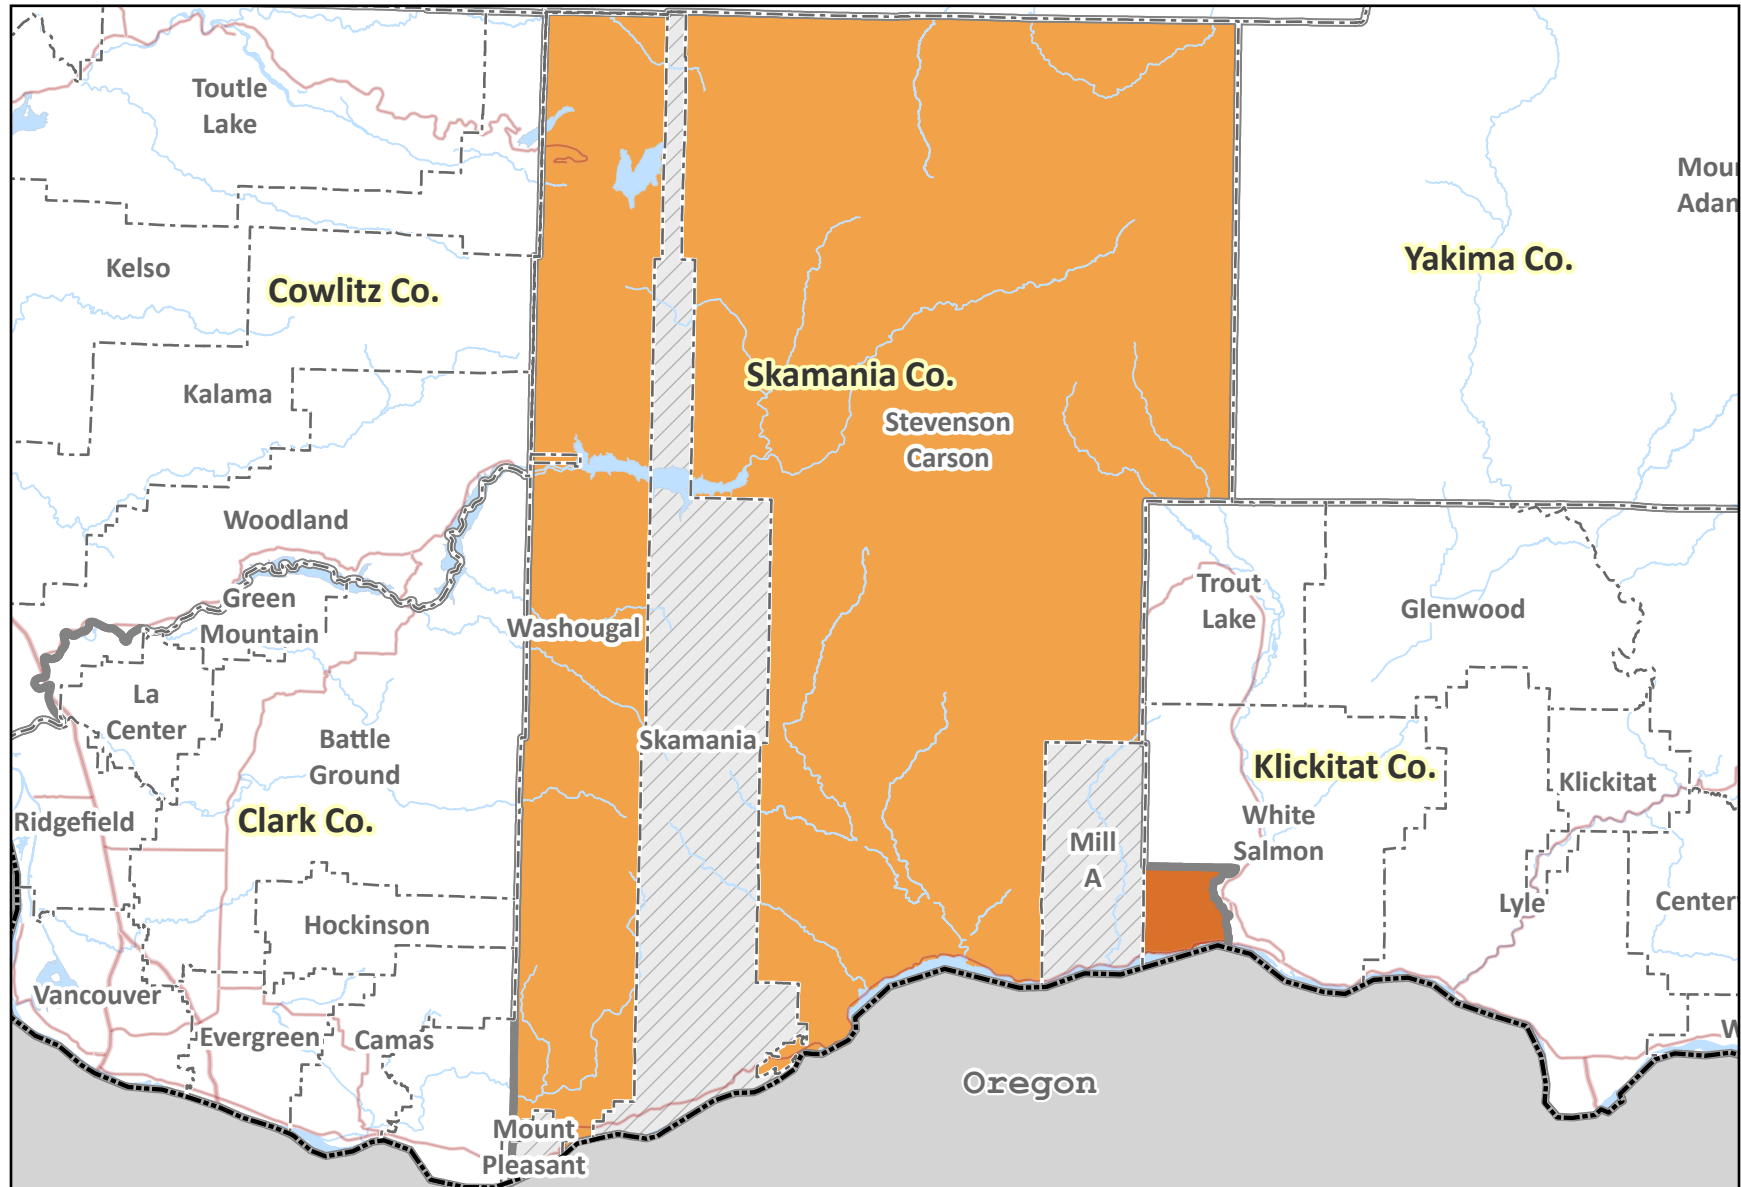 Toutle
Lake
Moun
Adan
Kelso
Cowlitz Co.
Yakima Co.
Skamania Co.
Kalama
Stevenson
Carson
Woodland
Green
Mountain
Trout
Lake
Glenwood
Washougal
La
Center
Battle
Ground
Skamania
Klickitat Co.
Klickitat
Ridgefield
Clark Co.
White
Salmon
Mill
A
Hockinson
Lyle
Center
Vancouver
Evergreen
Camas
W
Oregon
Mount
Pleasant